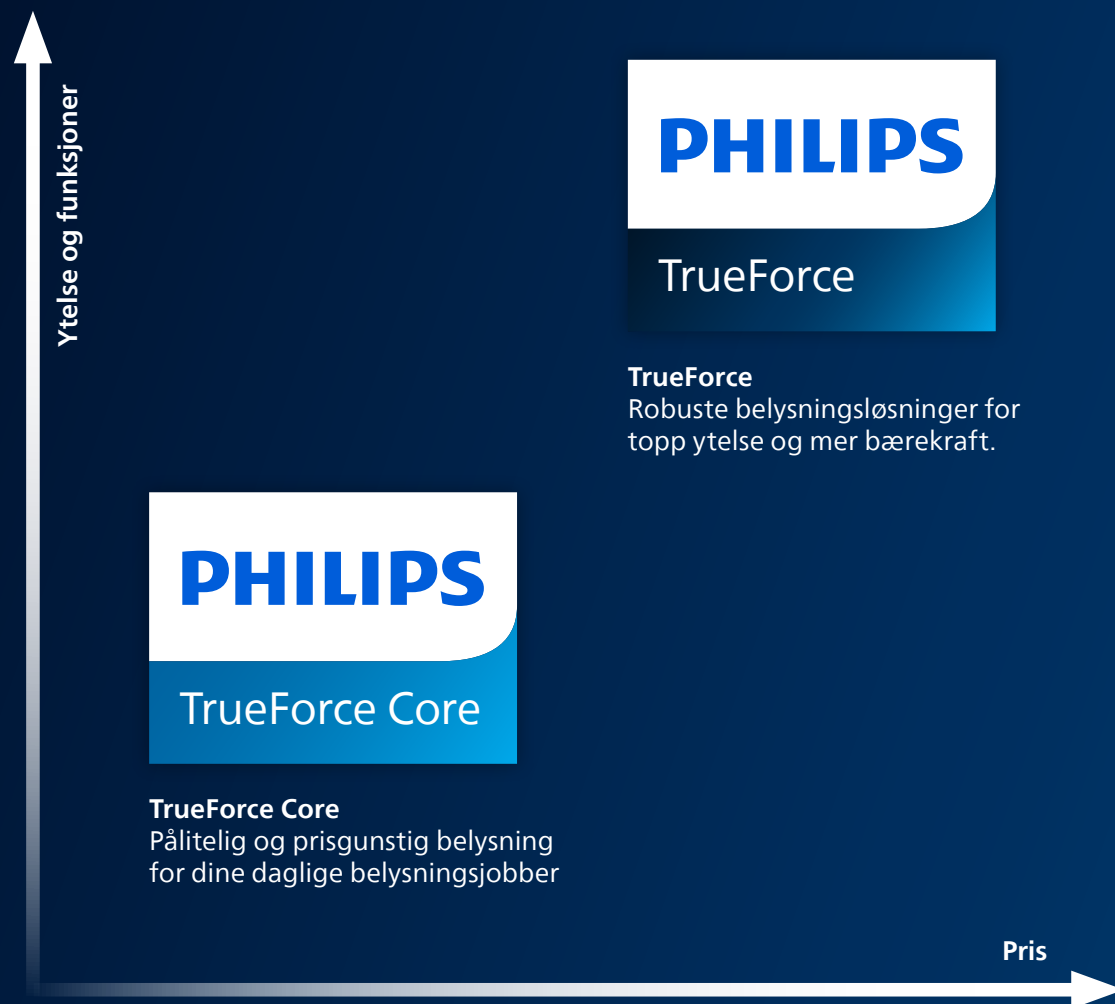 Ytelse og funksjoner
PHILIPS
TrueForce
TrueForce
Robuste belysningsløsninger for
topp ytelse og mer bærekraft.
PHILIPS
TrueForce Core
TrueForce Core
Pålitelig og prisgunstig belysning
for dine daglige belysningsjobber
Pris